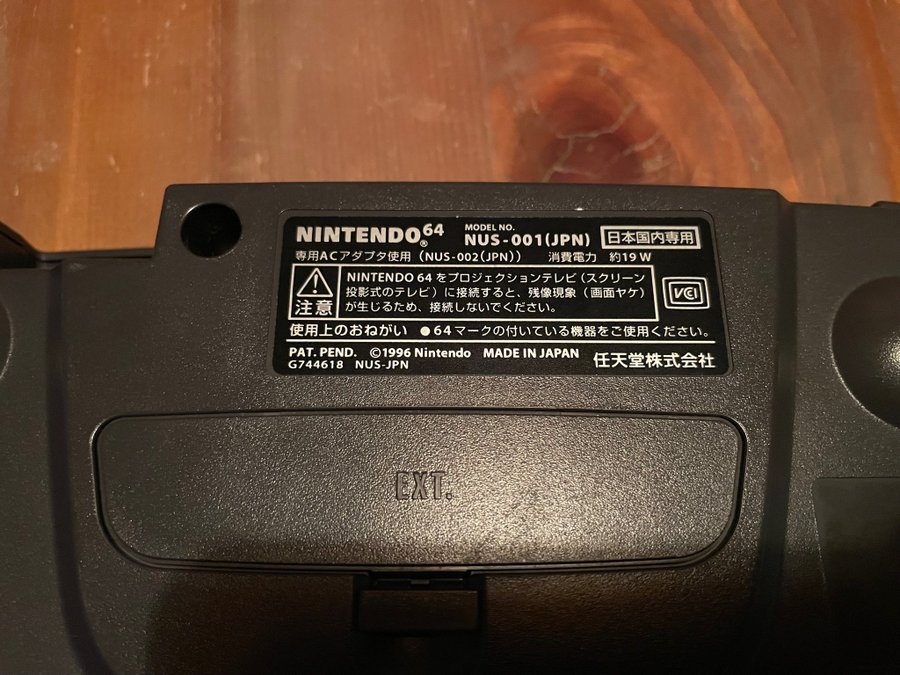 NINTENDO64® MODEL NO. NUS-001(JPN) 日本国内専用
専用ACアダプタ使用（NUS-002(JPN)） 消費電力 約19W
注意
NINTENDO 64 をプロジェクションテレビ（スクリーン
投影式のテレビ）に接続すると、残像現象（画面ヤケ）
が生じるため、接続しないでください。
VCI
使用上のおねがい ●64マークの付いている機器をご使用ください。
PAT. PEND. ©1996 Nintendo MADE IN JAPAN 任天堂株式会社
G744618 NUS-JPN
EXT.